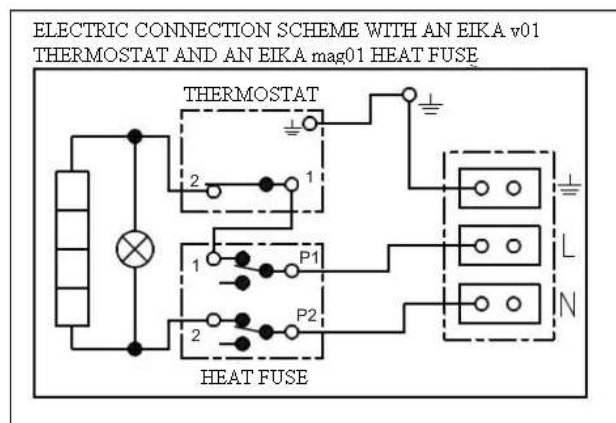 ELECTRIC CONNECTION SCHEME WITH AN EIKA v01
THERMOSTAT AND AN EIKA mag01 HEAT FUSE
THERMOSTAT
2
1
1
P1
L
2
P2
N
HEAT FUSE